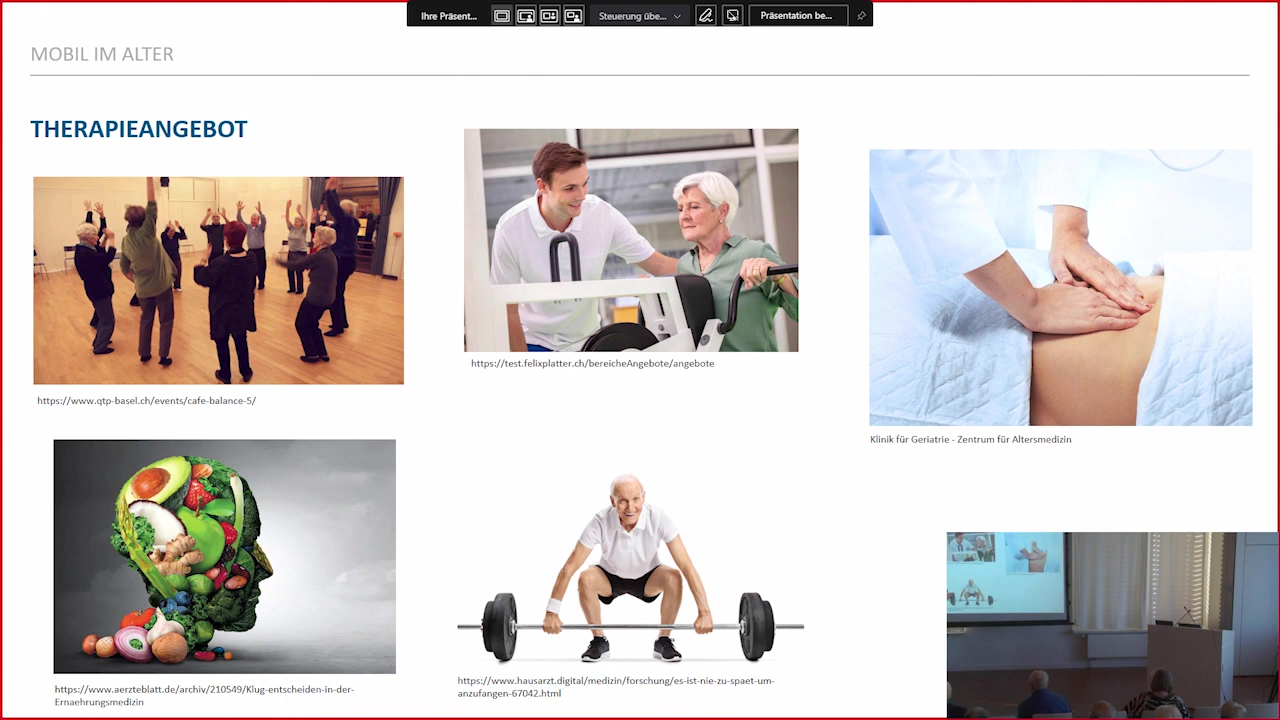 Ihre Präsent...
Steuerung übe...
Präsentation be...
MOBIL IM ALTER
THERAPIEANGEBOT
https://www.qtp-basel.ch/events/cafe-balance-5/
https://test.felixplatter.ch/bereicheAngebote/angebote
Klinik für Geriatrie - Zentrum für Altersmedizin
https://www.aerzteblatt.de/archiv/210549/Klug-entscheiden-in-der-
Ernaehrungsmedizin
https://www.hausarzt.digital/medizin/forschung/es-ist-nie-zu-spaet-um-
anzufangen-67042.html